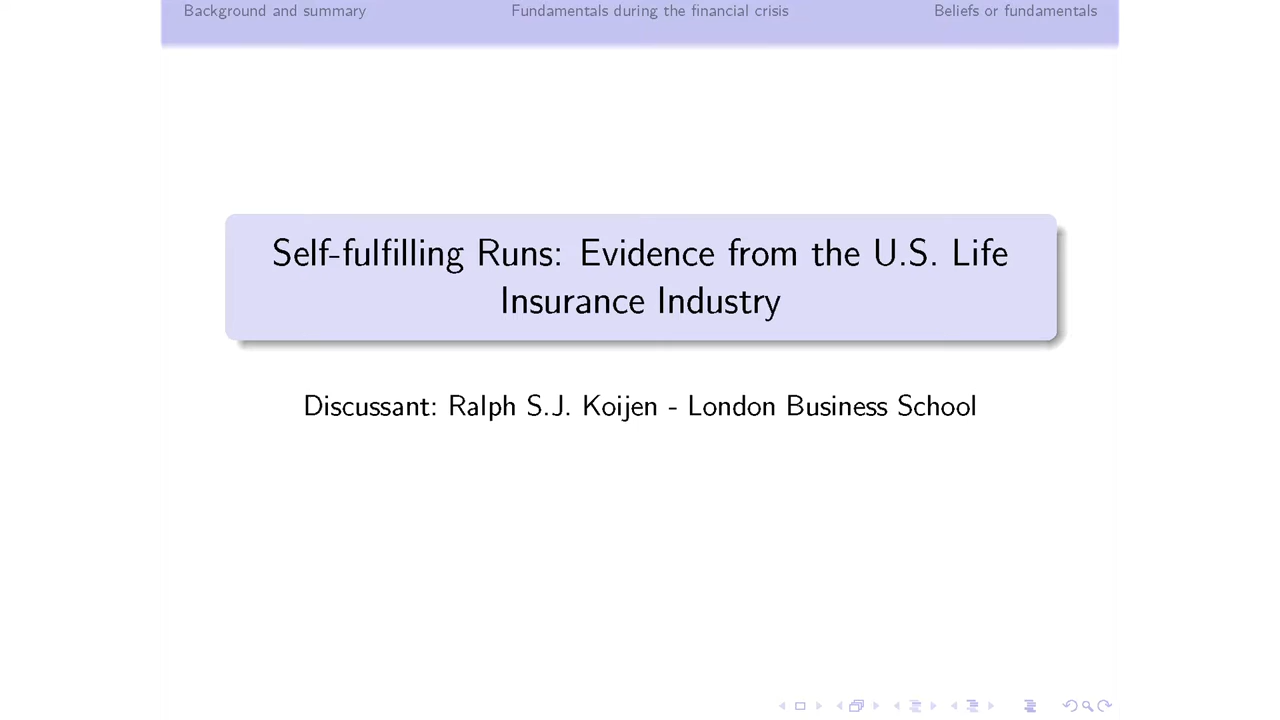 Background and summary
Fundamentals during the financial crisis
Beliefs or fundamentals
Self-fulfilling Runs: Evidence from the U.S. Life
Insurance Industry
Discussant: Ralph S.J. Koijen - London Business School